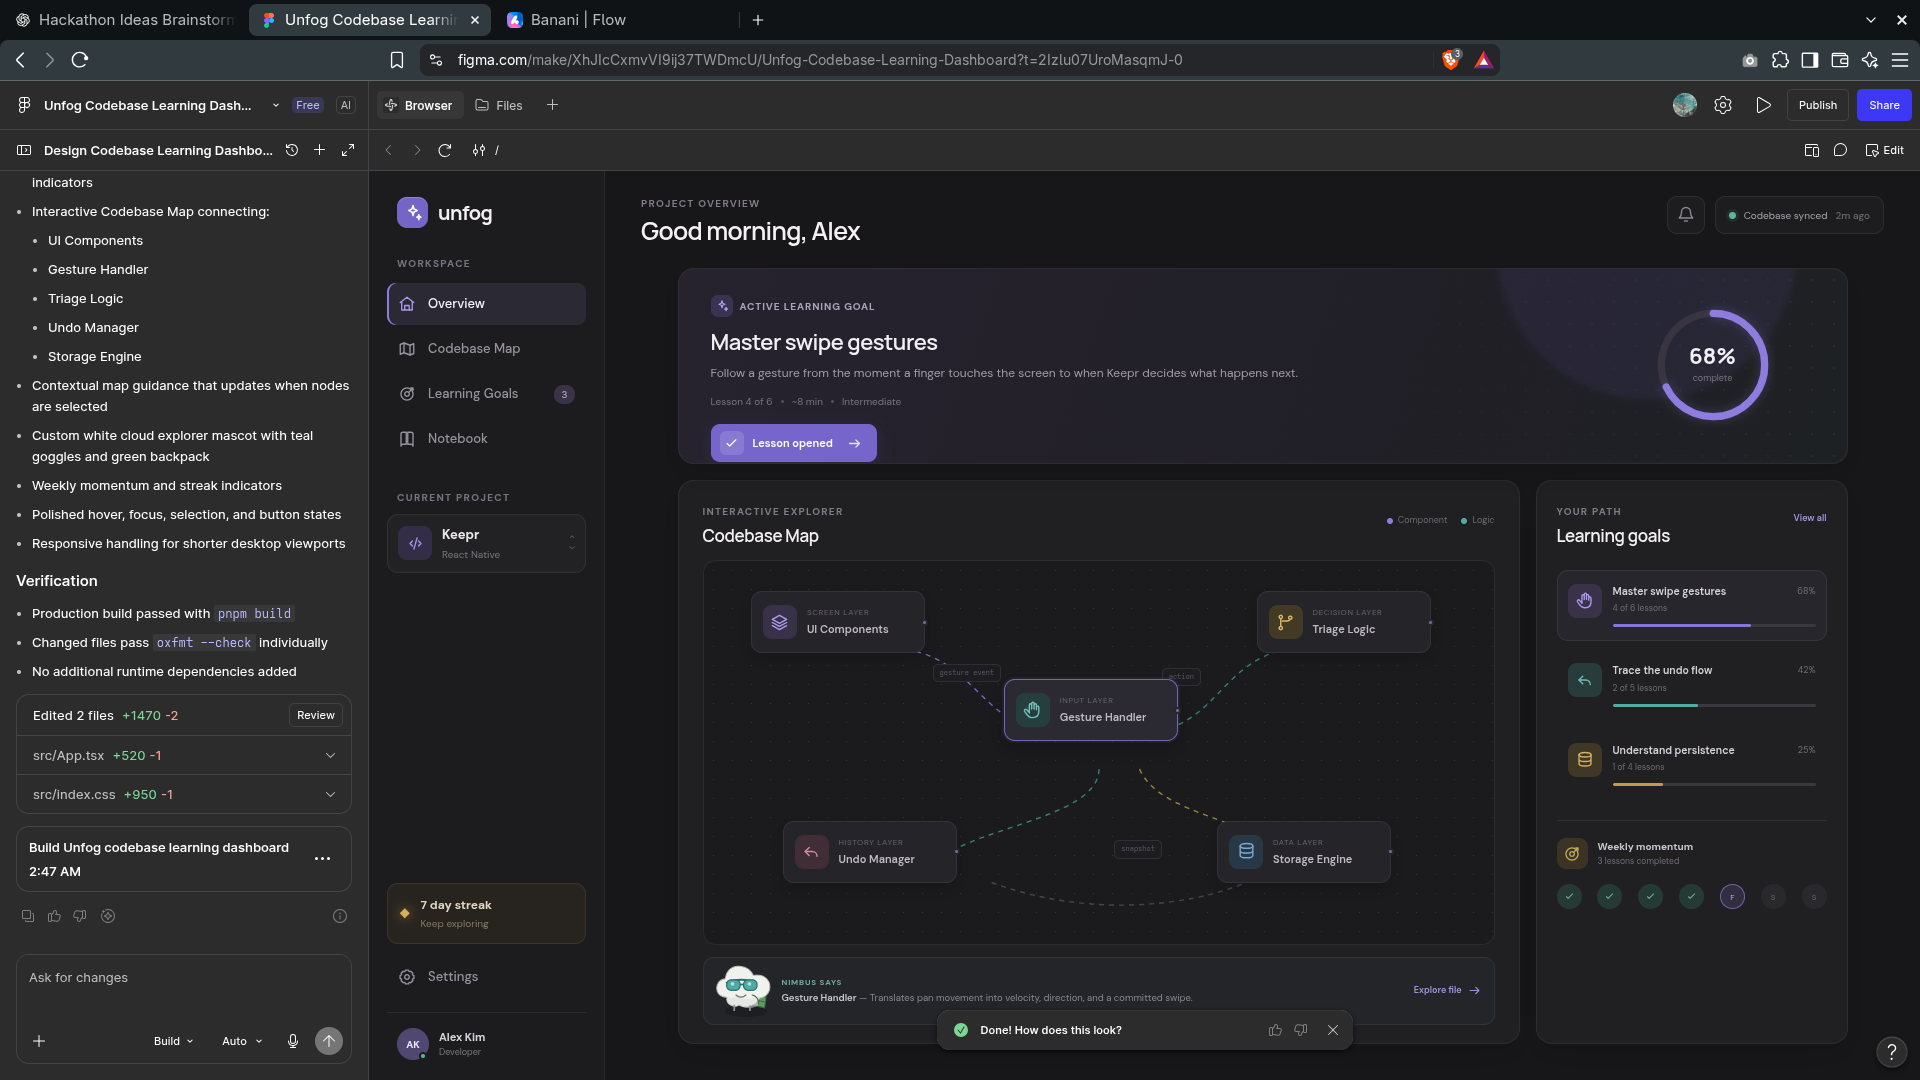 Hackathon Ideas Brainstorm
Unfog Codebase Learni
Banani | Flow
figma.com/make/XhJIcCxmvVI9ij37TWDmcU/Unfog-Codebase-Learning-Dashboard?t=2Izlu07UroMasqmJ-0
3
Unfog Codebase Learning Dash...
Free
AI
Browser
Files
Publish
Share
Design Codebase Learning Dashbo...
/
Edit
indicators
• Interactive Codebase Map connecting:
• UI Components
• Gesture Handler
• Triage Logic
• Undo Manager
• Storage Engine
• Contextual map guidance that updates when nodes
are selected
• Custom white cloud explorer mascot with teal
goggles and green backpack
• Weekly momentum and streak indicators
• Polished hover, focus, selection, and button states
• Responsive handling for shorter desktop viewports
Verification
• Production build passed with pnpm build
• Changed files pass oxfmt --check individually
• No additional runtime dependencies added
Edited 2 files +1470 -2
Review
src/App.tsx +520 -1
src/index.css +950 -1
Build Unfog codebase learning dashboard
2:47 AM
Ask for changes
Build
Auto
unfog
WORKSPACE
Overview
Codebase Map
Learning Goals
3
Notebook
CURRENT PROJECT
Keepr
React Native
7 day streak
Keep exploring
Settings
AK
Alex Kim
Developer
PROJECT OVERVIEW
Good morning, Alex
Codebase synced 2m ago
ACTIVE LEARNING GOAL
Master swipe gestures
Follow a gesture from the moment a finger touches the screen to when Keepr decides what happens next.
Lesson 4 of 6 • ~8 min • Intermediate
Lesson opened
68%
complete
INTERACTIVE EXPLORER
Codebase Map
Component
Logic
SCREEN LAYER
UI Components
DECISION LAYER
Triage Logic
gesture event
action
INPUT LAYER
Gesture Handler
HISTORY LAYER
Undo Manager
snapshot
DATA LAYER
Storage Engine
NIMBUS SAYS
Gesture Handler — Translates pan movement into velocity, direction, and a committed swipe.
Explore file
Done! How does this look?
YOUR PATH
Learning goals
View all
Master swipe gestures
68%
4 of 6 lessons
Trace the undo flow
42%
2 of 5 lessons
Understand persistence
25%
1 of 4 lessons
Weekly momentum
3 lessons completed
F
S
S
?